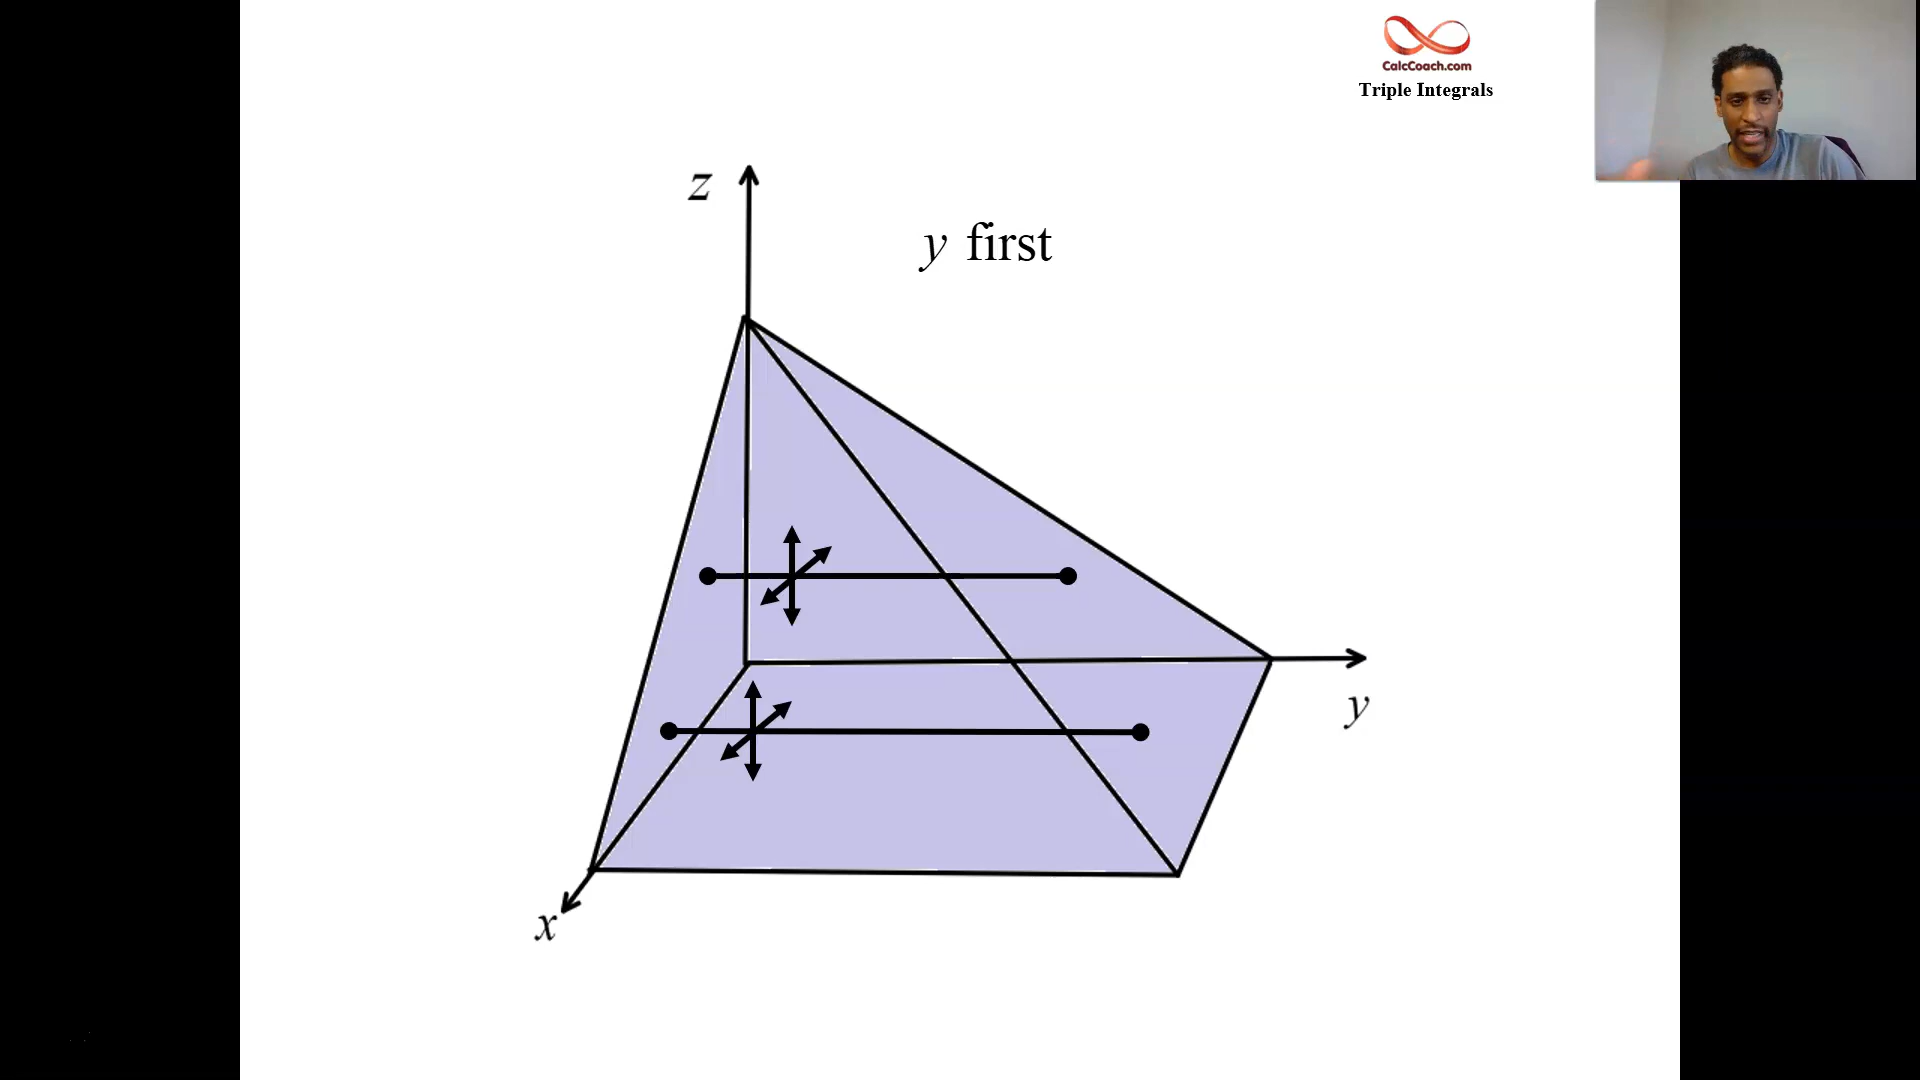 CalcCoach.com
Triple Integrals
z
y first
y
x